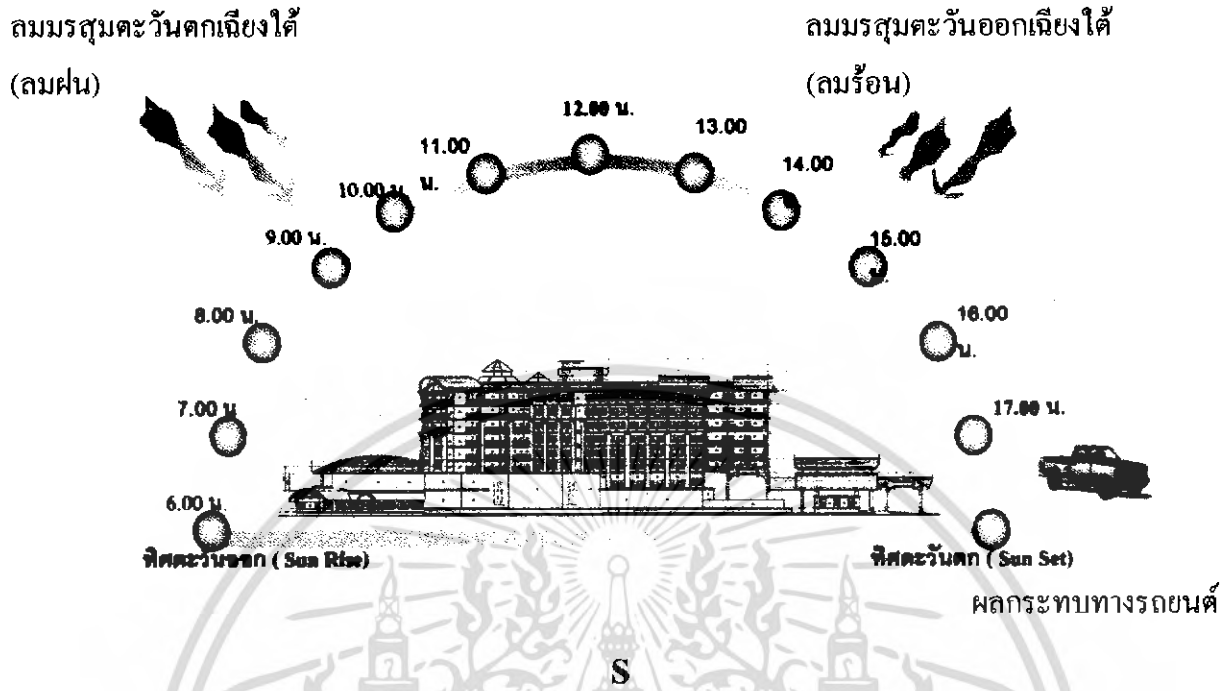 ลมมรสุมตะวันตกเฉียงใต้
(ลมฝน)
ลมมรสุมตะวันออกเฉียงใต้
(ลมร้อน)
12.00 น.
11.00
น.
13.00
10.00 น.
14.00
9.00 น.
15.00
น.
8.00 น.
16.00
น.
7.00 น
17.00 น.
6.00 น.
ทิศตะวันออก ( Sun Rise)
ทิศตะวันตก ( Sun Set)
ผลกระทบทางรถยนต์
S